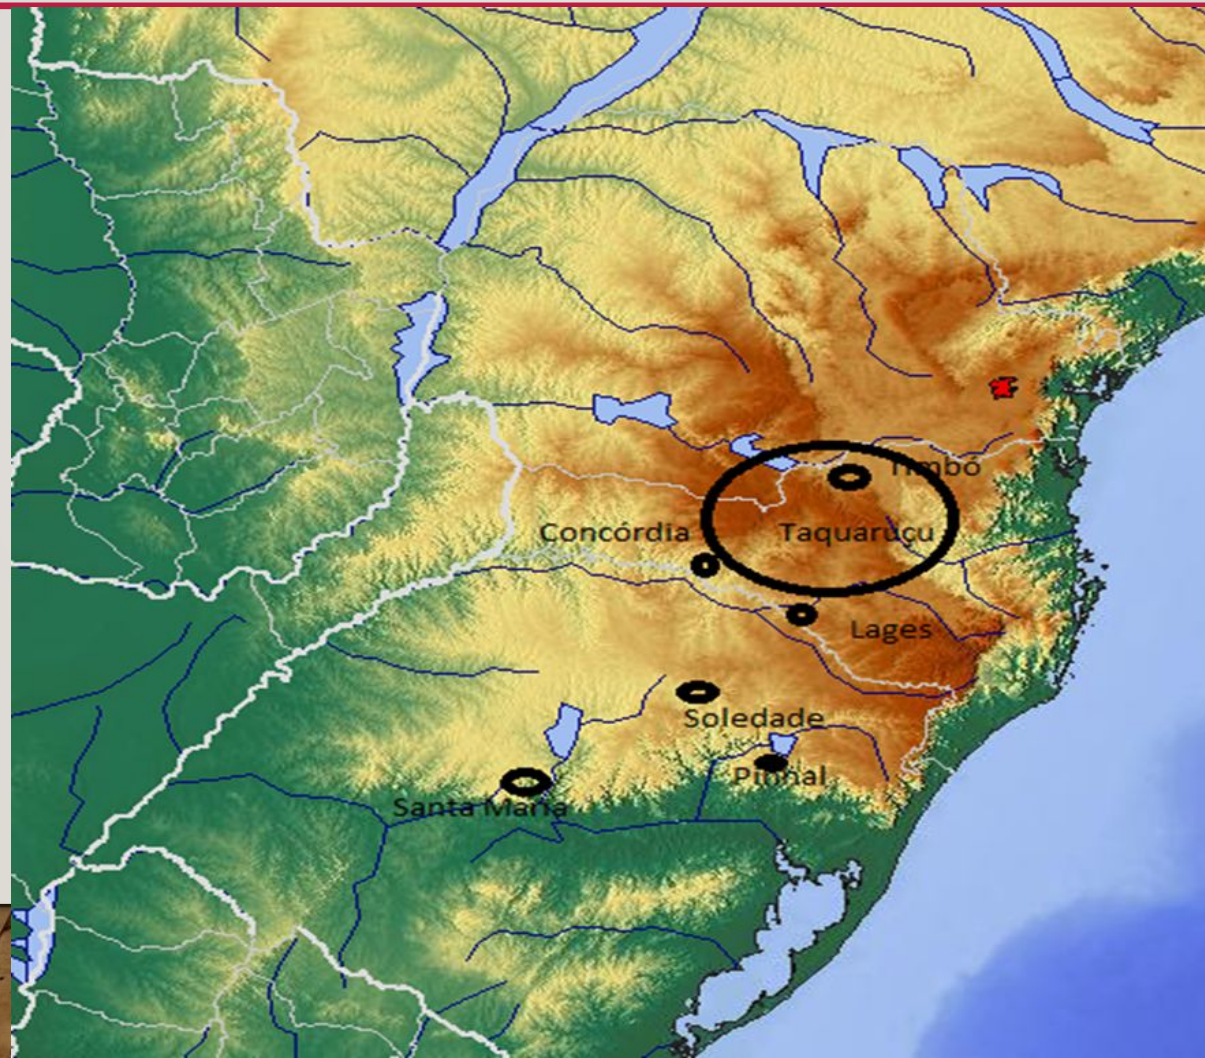 Timbó
Concórdia
Taquaruçu
Lages
Soledade
Pinhal
Santa Maria